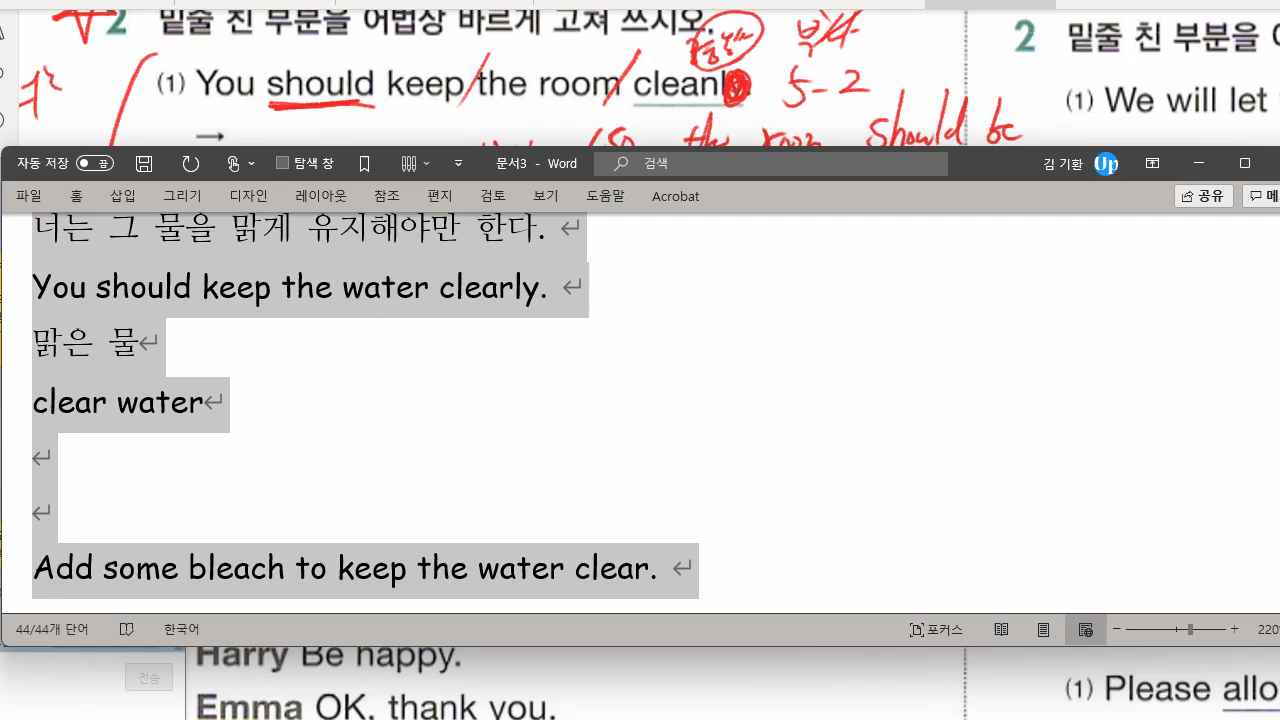 2 밑줄 친 부분을 어법상 바르게 고쳐 쓰시오.
(1) You should keep the room cleanl
5-2
→
the room should be
2 밑줄 친 부분을
(1) We will let
자동 저장 문서3 - Word 검색 김 기환 Up
탐색 창
파일 홈 삽입 그리기 디자인 레이아웃 참조 편지 검토 보기 도움말 Acrobat 공유
너는 그 물을 맑게 유지해야만 한다.
You should keep the water clearly.
맑은 물
clear water
Add some bleach to keep the water clear.
44/44개 단어 한국어 포커스 220
전송
Harry Be happy.
Emma OK, thank you.
(1) Please allo